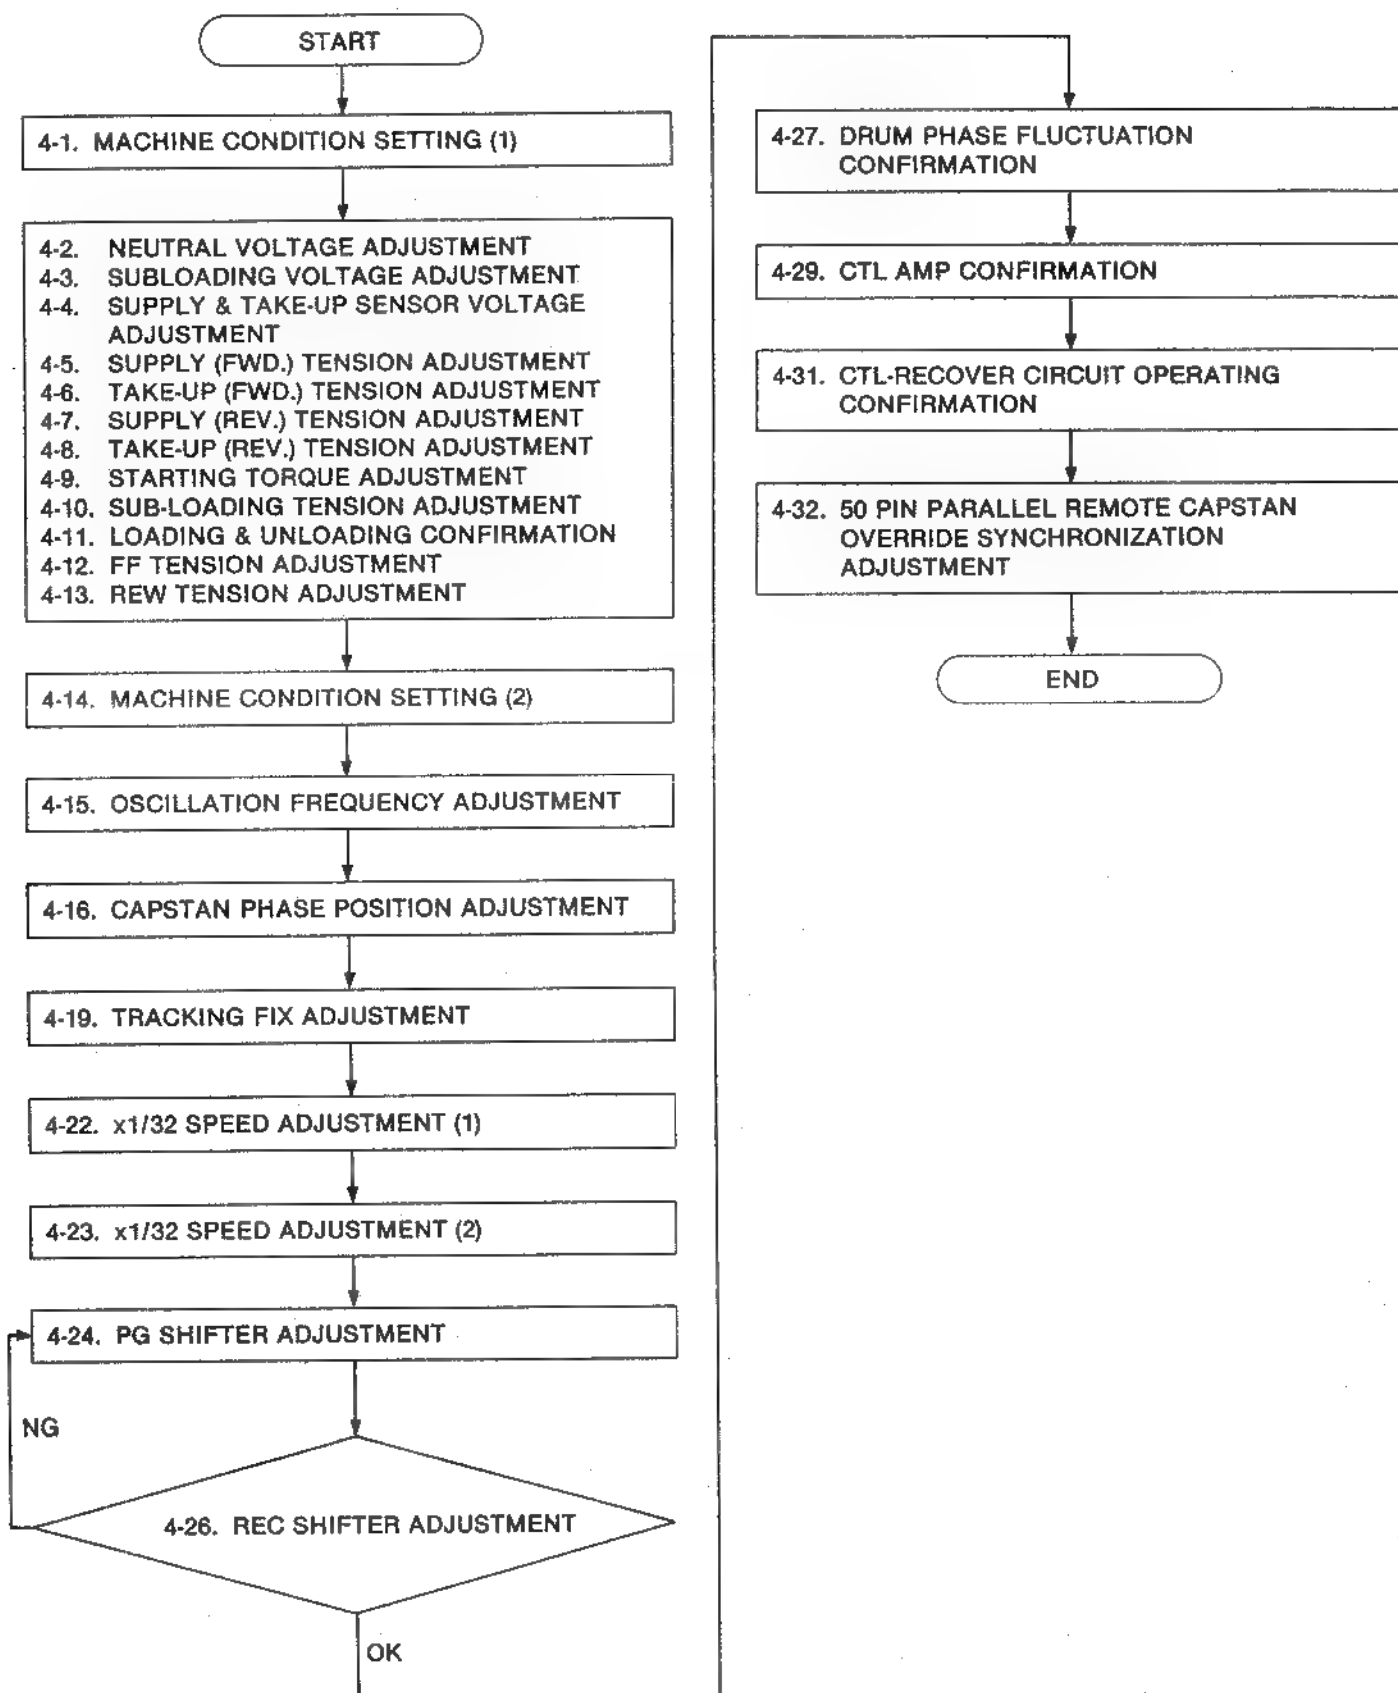 START
4-1. MACHINE CONDITION SETTING (1)
4-2. NEUTRAL VOLTAGE ADJUSTMENT
4-3. SUBLOADING VOLTAGE ADJUSTMENT
4-4. SUPPLY & TAKE-UP SENSOR VOLTAGE
ADJUSTMENT
4-5. SUPPLY (FWD.) TENSION ADJUSTMENT
4-6. TAKE-UP (FWD.) TENSION ADJUSTMENT
4-7. SUPPLY (REV.) TENSION ADJUSTMENT
4-8. TAKE-UP (REV.) TENSION ADJUSTMENT
4-9. STARTING TORQUE ADJUSTMENT
4-10. SUB-LOADING TENSION ADJUSTMENT
4-11. LOADING & UNLOADING CONFIRMATION
4-12. FF TENSION ADJUSTMENT
4-13. REW TENSION ADJUSTMENT
4-14. MACHINE CONDITION SETTING (2)
4-15. OSCILLATION FREQUENCY ADJUSTMENT
4-16. CAPSTAN PHASE POSITION ADJUSTMENT
4-19. TRACKING FIX ADJUSTMENT
4-22. x1/32 SPEED ADJUSTMENT (1)
4-23. x1/32 SPEED ADJUSTMENT (2)
4-24. PG SHIFTER ADJUSTMENT
NG
4-26. REC SHIFTER ADJUSTMENT
OK
4-27. DRUM PHASE FLUCTUATION
CONFIRMATION
4-29. CTL AMP CONFIRMATION
4-31. CTL-RECOVER CIRCUIT OPERATING
CONFIRMATION
4-32. 50 PIN PARALLEL REMOTE CAPSTAN
OVERRIDE SYNCHRONIZATION
ADJUSTMENT
END